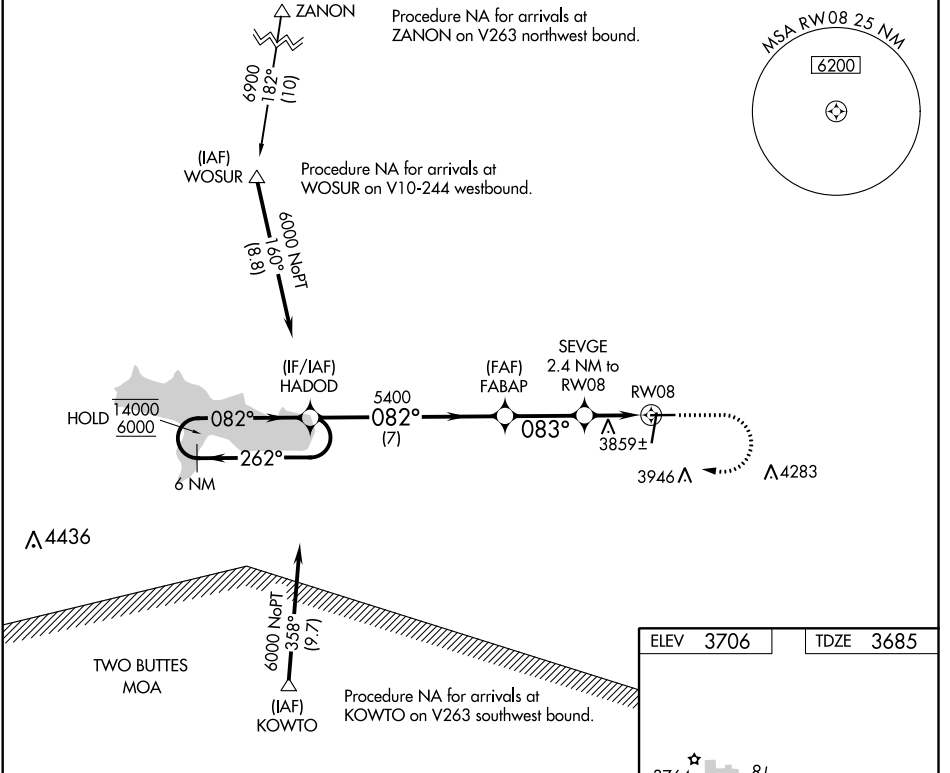 ZANON
Procedure NA for arrivals at
ZANON on V263 northwest bound.
MSA RW08 25 NM
6200
6900
182°
(10)
(IAF)
WOSUR
Procedure NA for arrivals at
WOSUR on V10-244 westbound.
6000 NoPT
160°
(8.8)
(IF/IAF)
HADOD
(FAF)
FABAP
SEVGE
2.4 NM to
RW08
RW08
HOLD
14000
6000
082°
5400
082°
(7)
083°
3859±
262°
6 NM
3946
4283
4436
6000 NoPT
358°
(9.7)
TWO BUTTES
MOA
(IAF)
KOWTO
Procedure NA for arrivals at
KOWTO on V263 southwest bound.
ELEV 3706
TDZE 3685